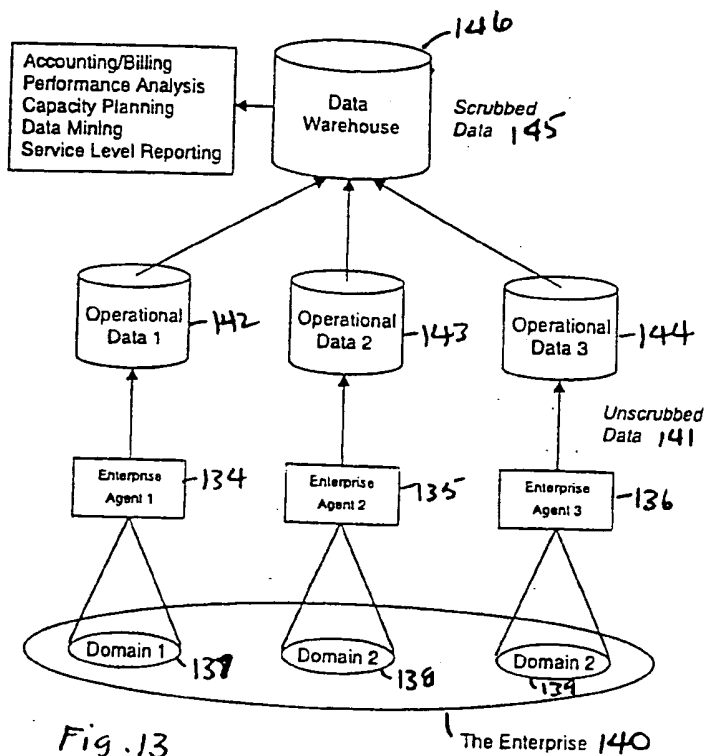 146
Accounting/Billing
Performance Analysis
Capacity Planning
Data Mining
Service Level Reporting
Data
Warehouse
Scrubbed
Data 145
Operational
Data 1
142
Operational
Data 2
143
Operational
Data 3
144
Unscrubbed
Data 141
Enterprise
Agent 1
134
Enterprise
Agent 2
135
Enterprise
Agent 3
136
Domain 1
Domain 2
138
Domain 2
139
Fig. 13
The Enterprise 140